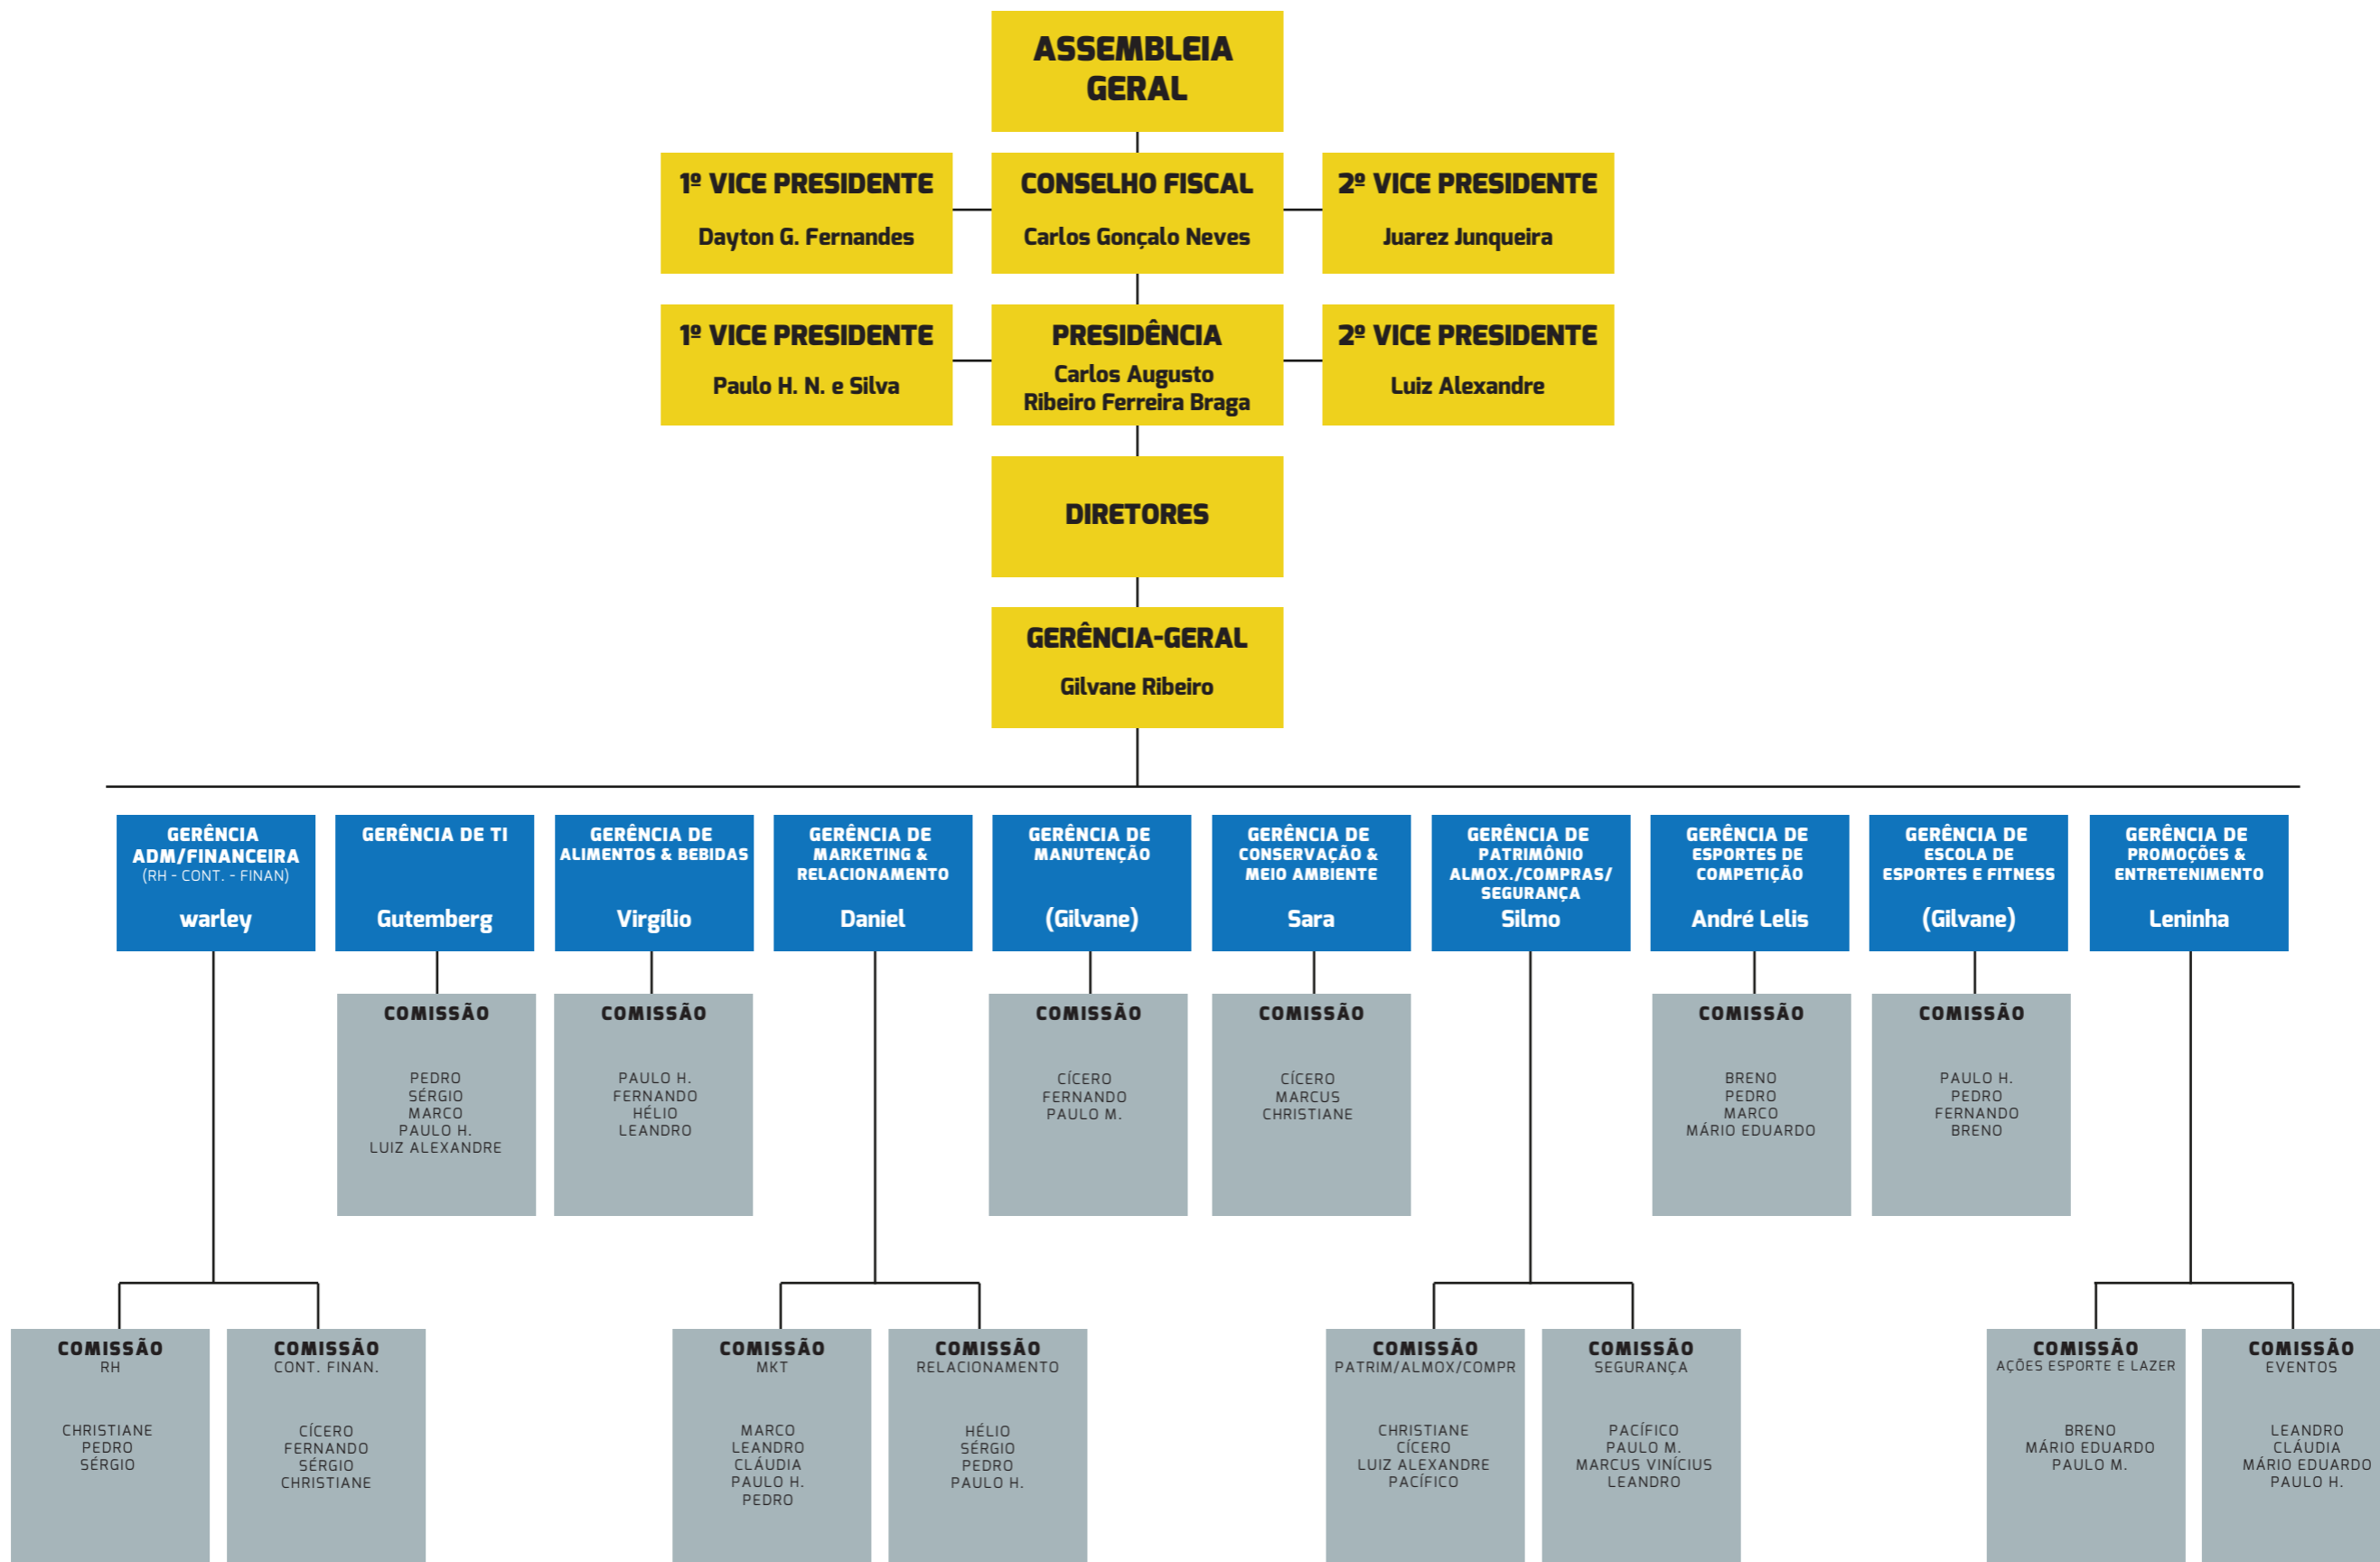 ASSEMBLEIA
GERAL
1º VICE PRESIDENTE
Dayton G. Fernandes
CONSELHO FISCAL
Carlos Gonçalo Neves
2º VICE PRESIDENTE
Juarez Junqueira
1º VICE PRESIDENTE
Paulo H. N. e Silva
PRESIDÊNCIA
Carlos Augusto
Ribeiro Ferreira Braga
2º VICE PRESIDENTE
Luiz Alexandre
DIRETORES
GERÊNCIA-GERAL
Gilvane Ribeiro
GERÊNCIA
ADM/FINANCEIRA
(RH - CONT. - FINAN)
warley
GERÊNCIA DE TI
Gutemberg
GERÊNCIA DE
ALIMENTOS & BEBIDAS
Virgílio
GERÊNCIA DE
MARKETING &
RELACIONAMENTO
Daniel
GERÊNCIA DE
MANUTENÇÃO
(Gilvane)
GERÊNCIA DE
CONSERVAÇÃO &
MEIO AMBIENTE
Sara
GERÊNCIA DE
PATRIMÔNIO
ALMOX./COMPRAS/
SEGURANÇA
Silmo
GERÊNCIA DE
ESPORTES DE
COMPETIÇÃO
André Lelis
GERÊNCIA DE
ESCOLA DE
ESPORTES E FITNESS
(Gilvane)
GERÊNCIA DE
PROMOÇÕES &
ENTRETENIMENTO
Leninha
COMISSÃO
PEDRO
SÉRGIO
MARCO
PAULO H.
LUIZ ALEXANDRE
COMISSÃO
PAULO H.
FERNANDO
HÉLIO
LEANDRO
COMISSÃO
CÍCERO
FERNANDO
PAULO M.
COMISSÃO
CÍCERO
MARCUS
CHRISTIANE
COMISSÃO
BRENO
PEDRO
MARCO
MÁRIO EDUARDO
COMISSÃO
PAULO H.
PEDRO
FERNANDO
BRENO
COMISSÃO
RH
CHRISTIANE
PEDRO
SÉRGIO
COMISSÃO
CONT. FINAN.
CÍCERO
FERNANDO
SÉRGIO
CHRISTIANE
COMISSÃO
MKT
MARCO
LEANDRO
CLÁUDIA
PAULO H.
PEDRO
COMISSÃO
RELACIONAMENTO
HÉLIO
SÉRGIO
PEDRO
PAULO H.
COMISSÃO
PATRIM/ALMOX/COMPR
CHRISTIANE
CÍCERO
LUIZ ALEXANDRE
PACÍFICO
COMISSÃO
SEGURANÇA
PACÍFICO
PAULO M.
MARCUS VINÍCIUS
LEANDRO
COMISSÃO
AÇÕES ESPORTE E LAZER
BRENO
MÁRIO EDUARDO
PAULO M.
COMISSÃO
EVENTOS
LEANDRO
CLÁUDIA
MÁRIO EDUARDO
PAULO H.